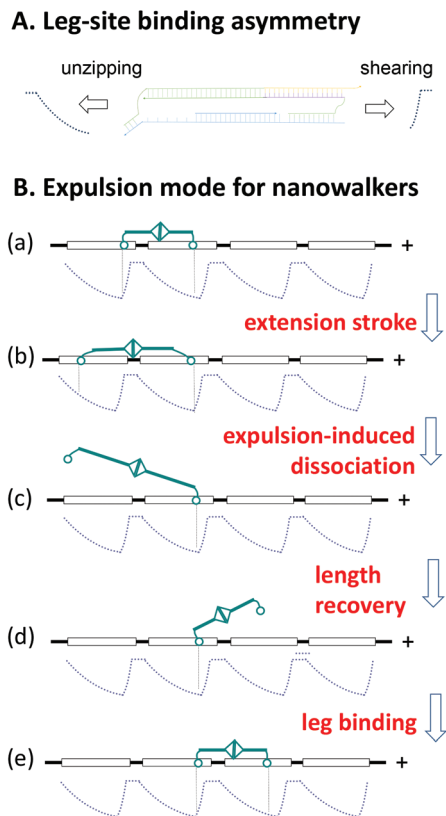 A. Leg-site binding asymmetry
unzipping
shearing
B. Expulsion mode for nanowalkers
(a)
+
extension stroke
(b)
+
expulsion-induced
dissociation
(c)
+
length
recovery
(d)
+
leg binding
(e)
+